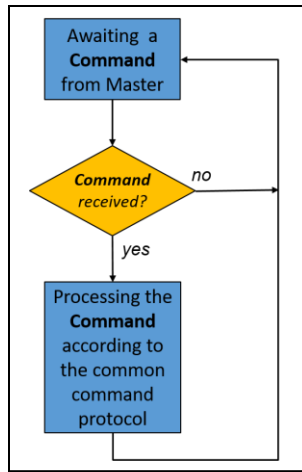 Awaiting a
Command
from Master
Command
received?
no
yes
Processing the
Command
according to
the common
command
protocol